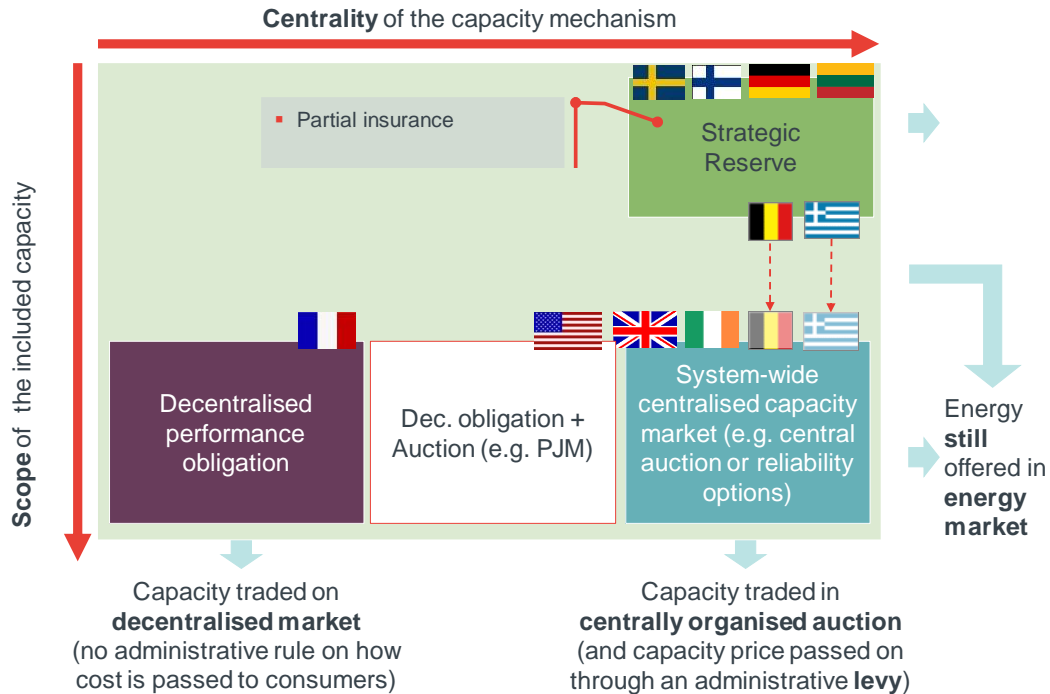 Centrality of the capacity mechanism
Scope of the included capacity
Partial insurance
Strategic
Reserve
Decentralised
performance
obligation
Dec. obligation +
Auction (e.g. PJM)
System-wide
centralised capacity
market (e.g. central
auction or reliability
options)
Energy
still
offered in
energy
market
Capacity traded on
decentralised market
(no administrative rule on how
cost is passed to consumers)
Capacity traded in
centrally organised auction
(and capacity price passed on
through an administrative levy)